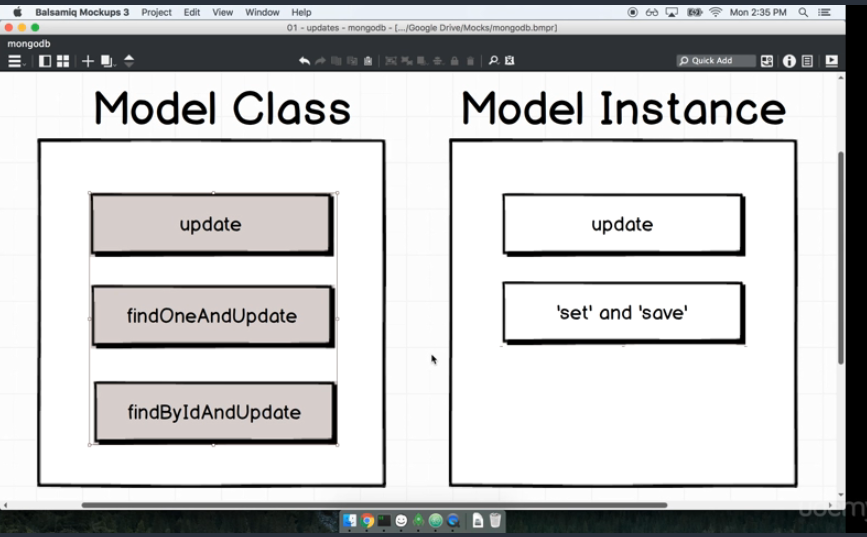 Balsamiq Mockups 3 Project Edit View Window Help Mon 2:35 PM
01 - updates - mongodb - [.../Google Drive/Mocks/mongodb.bmpr]
mongodb
Quick Add
Model Class
Model Instance
update
findOneAndUpdate
findByIdAndUpdate
update
'set' and 'save'